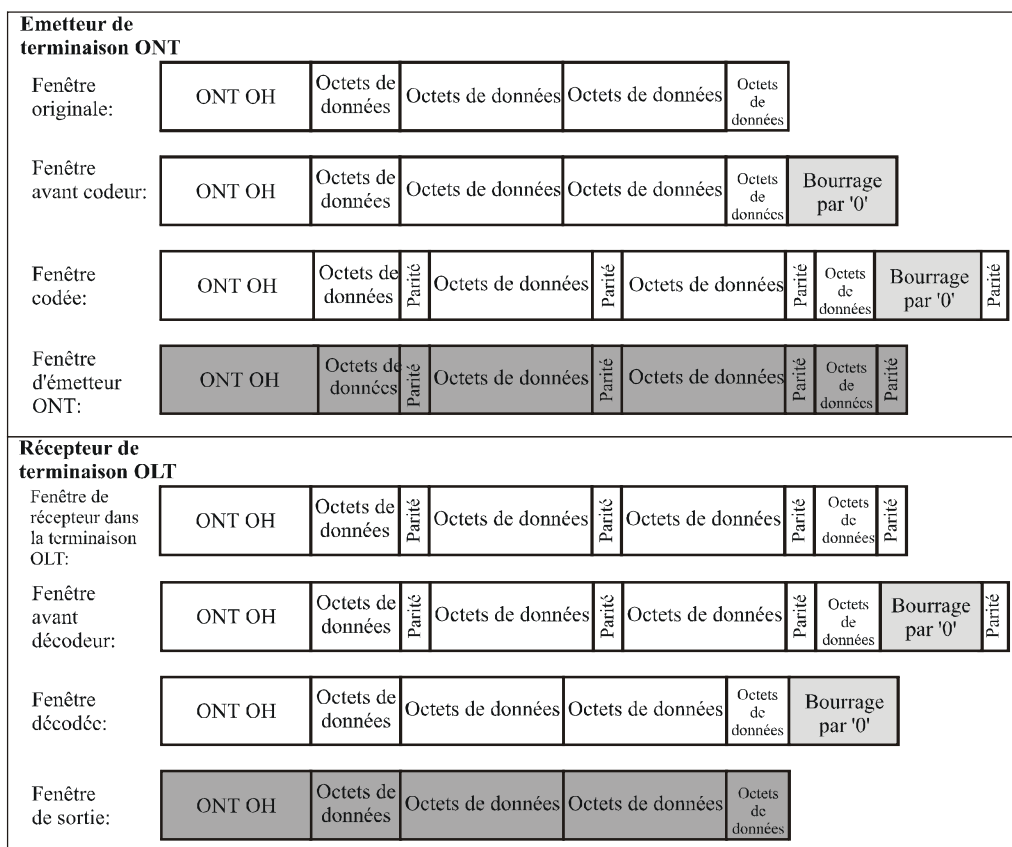 Emetteur de
terminaison ONT
Fenêtre
originale:
ONT OH
Octets de
données
Octets de données
Octets de données
Octets
de
données
Fenêtre
avant codeur:
ONT OH
Octets de
données
Octets de données
Octets de données
Octets
de
données
Bourrage
par '0'
Fenêtre
codée:
ONT OH
Octets de
données
Parité
Octets de données
Parité
Octets de données
Parité
Octets
de
données
Bourrage
par '0'
Parité
Fenêtre
d'émetteur
ONT:
ONT OH
Octets de
données
Parité
Octets de données
Parité
Octets de données
Parité
Octets
de
données
Parité
Récepteur de
terminaison OLT
Fenêtre de
récepteur dans
la terminaison
OLT:
ONT OH
Octets de
données
Parité
Octets de données
Parité
Octets de données
Parité
Octets
de
données
Parité
Fenêtre
avant
décodeur:
ONT OH
Octets de
données
Parité
Octets de données
Parité
Octets de données
Parité
Octets
de
données
Bourrage
par '0'
Parité
Fenêtre
décodée:
ONT OH
Octets de
données
Octets de données
Octets de données
Octets
de
données
Bourrage
par '0'
Fenêtre
de sortie:
ONT OH
Octets de
données
Octets de données
Octets de données
Octets
de
données